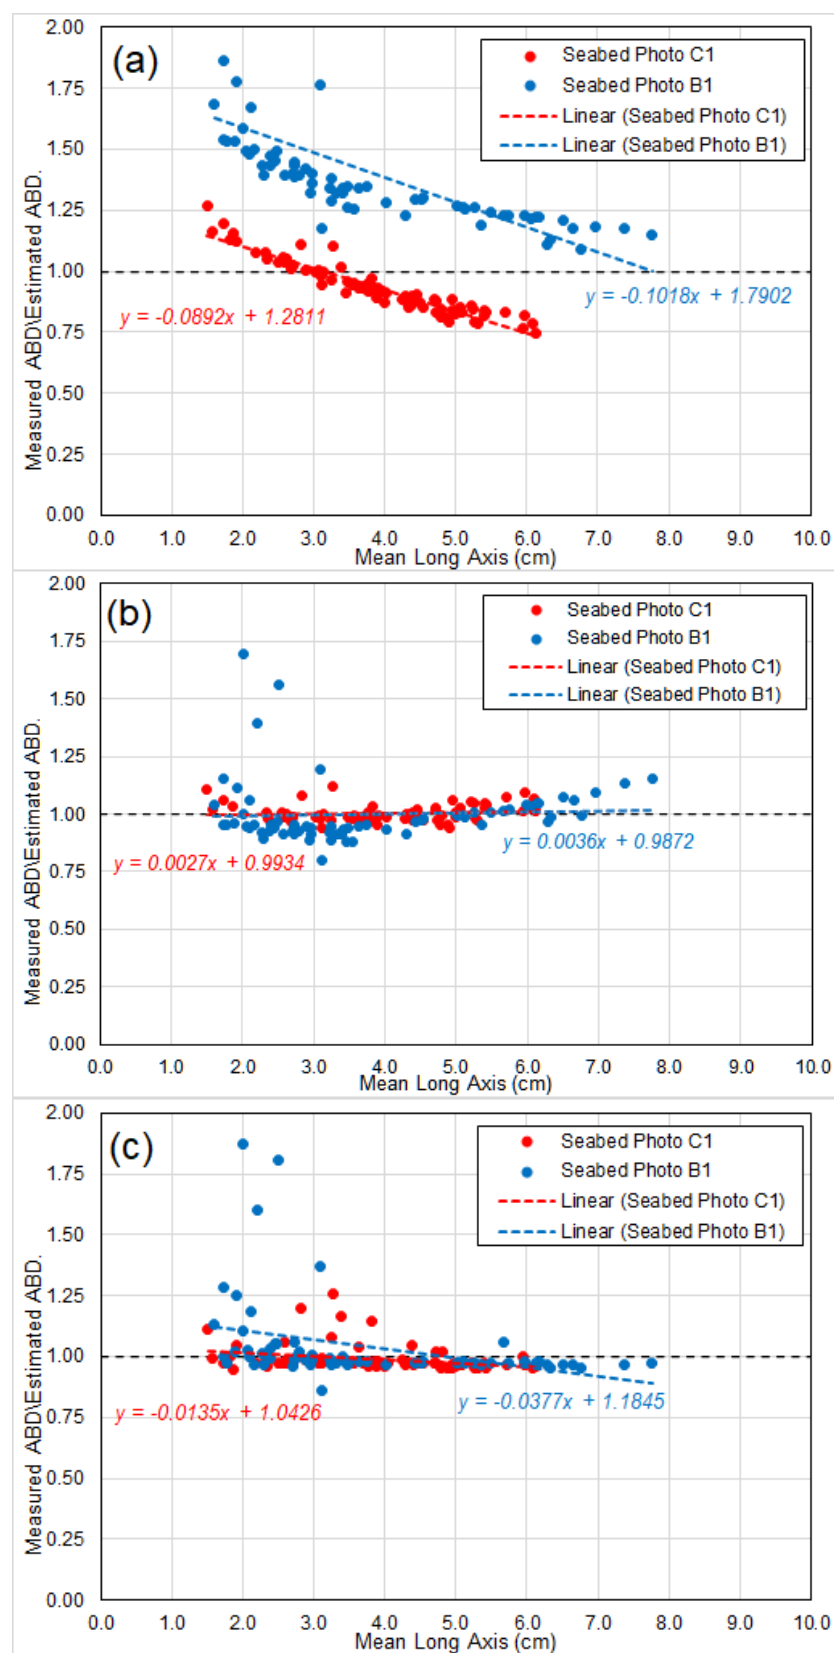 (a)
Seabed Photo C1
Seabed Photo B1
Linear (Seabed Photo C1)
Linear (Seabed Photo B1)
2.00
1.75
1.50
1.25
1.00
0.75
0.50
0.25
0.00
Measured ABD\Estimated ABD.
y = -0.0892x + 1.2811
y = -0.1018x + 1.7902
0.0 1.0 2.0 3.0 4.0 5.0 6.0 7.0 8.0 9.0 10.0
Mean Long Axis (cm)
(b)
Seabed Photo C1
Seabed Photo B1
Linear (Seabed Photo C1)
Linear (Seabed Photo B1)
2.00
1.75
1.50
1.25
1.00
0.75
0.50
0.25
0.00
Measured ABD\Estimated ABD.
y = 0.0027x + 0.9934
y = 0.0036x + 0.9872
0.0 1.0 2.0 3.0 4.0 5.0 6.0 7.0 8.0 9.0 10.0
Mean Long Axis (cm)
(c)
Seabed Photo C1
Seabed Photo B1
Linear (Seabed Photo C1)
Linear (Seabed Photo B1)
2.00
1.75
1.50
1.25
1.00
0.75
0.50
0.25
0.00
Measured ABD\Estimated ABD.
y = -0.0135x + 1.0426
y = -0.0377x + 1.1845
0.0 1.0 2.0 3.0 4.0 5.0 6.0 7.0 8.0 9.0 10.0
Mean Long Axis (cm)